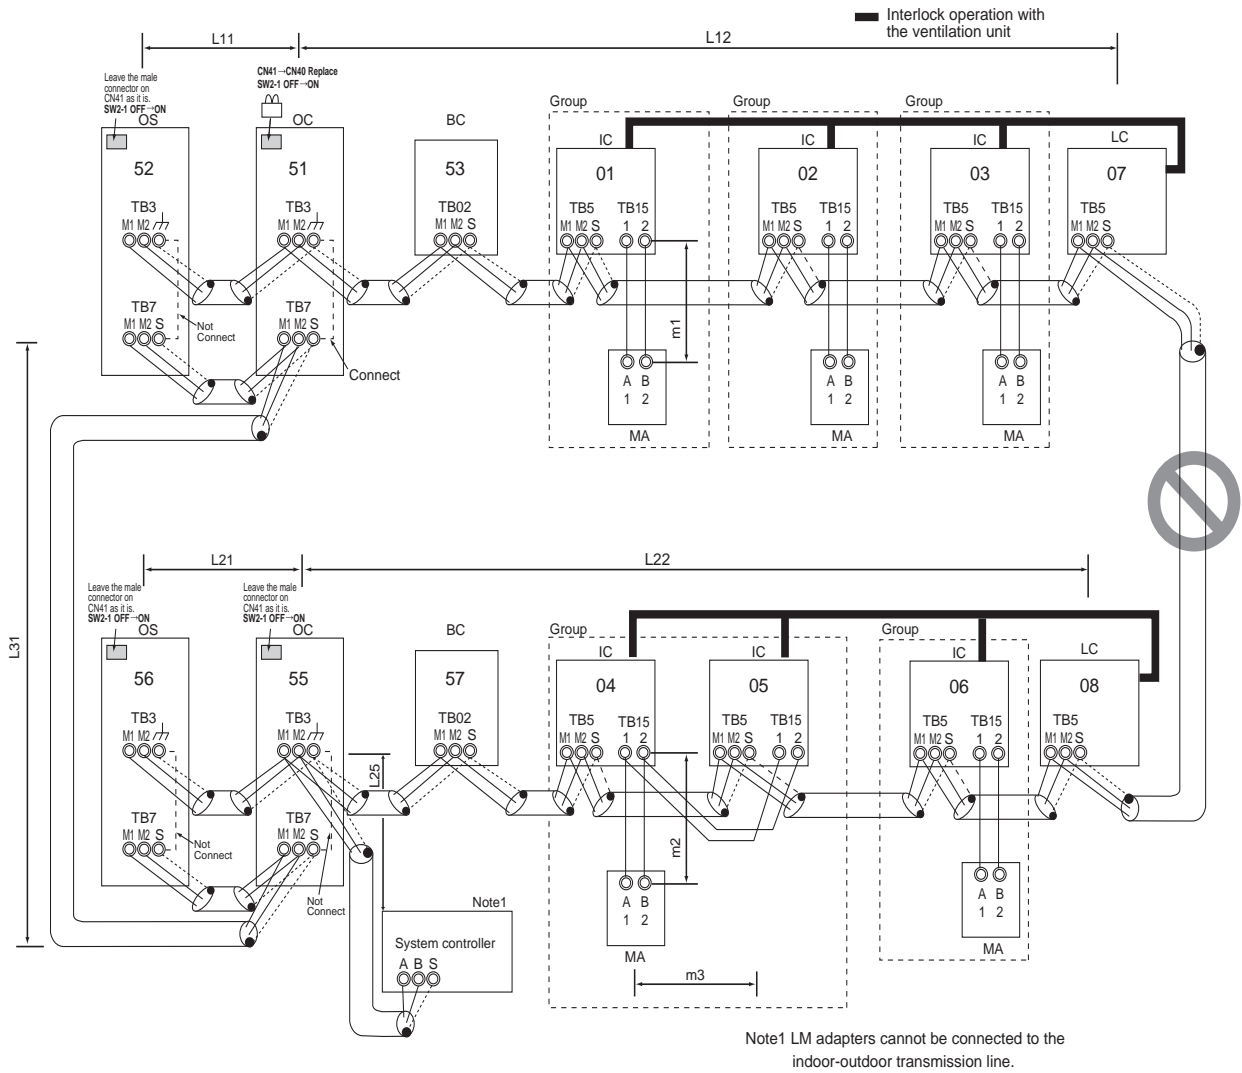 Interlock operation with
the ventilation unit
L11
L12
Leave the male
connector on
CN41 as it is.
SW2-1 OFF→ON
CN41→CN40 Replace
SW2-1 OFF→ON
OS
OC
BC
Group
Group
Group
IC
IC
IC
LC
52
51
53
01
02
03
07
TB3
TB3
TB02
TB5 TB15
TB5 TB15
TB5 TB15
TB5
M1 M2
M1 M2
M1 M2 S
M1 M2 S 1 2
M1 M2 S 1 2
M1 M2 S 1 2
M1 M2 S
TB7
TB7
M1 M2 S
M1 M2 S
Not
Connect
Connect
m1
A B
1 2
MA
A B
1 2
MA
A B
1 2
MA
L31
L21
L22
Leave the male
connector on
CN41 as it is.
SW2-1 OFF→ON
Leave the male
connector on
CN41 as it is.
SW2-1 OFF→ON
OS
OC
BC
Group
Group
IC
IC
IC
LC
56
55
57
04
05
06
08
TB3
TB3
TB02
TB5 TB15
TB5 TB15
TB5 TB15
TB5
M1 M2
M1 M2
M1 M2 S
M1 M2 S 1 2
M1 M2 S 1 2
M1 M2 S 1 2
M1 M2 S
L25
TB7
TB7
M1 M2 S
M1 M2 S
Not
Connect
Not
Connect
m2
A B
1 2
MA
A B
1 2
MA
m3
Note1
System controller
A B S
Note1 LM adapters cannot be connected to the
indoor-outdoor transmission line.